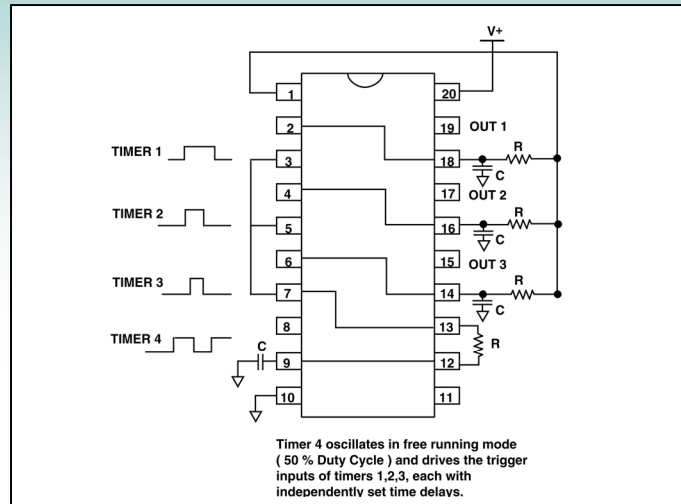 V+
1
20
2
19
OUT 1
TIMER 1
3
18
R
C
4
17
OUT 2
TIMER 2
5
16
R
C
6
15
OUT 3
TIMER 3
7
14
R
C
8
13
TIMER 4
C
9
12
R
10
11
Timer 4 oscillates in free running mode
( 50 % Duty Cycle ) and drives the trigger
inputs of timers 1,2,3, each with
independently set time delays.